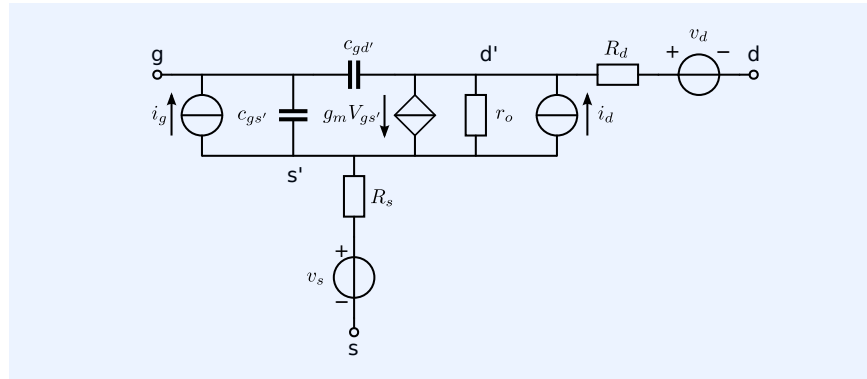 g
c_{gd'}
d'
R_d
+ v_d −
d
i_g
c_{gs'}
g_m V_{gs'}
r_o
i_d
s'
R_s
+
v_s
−
s